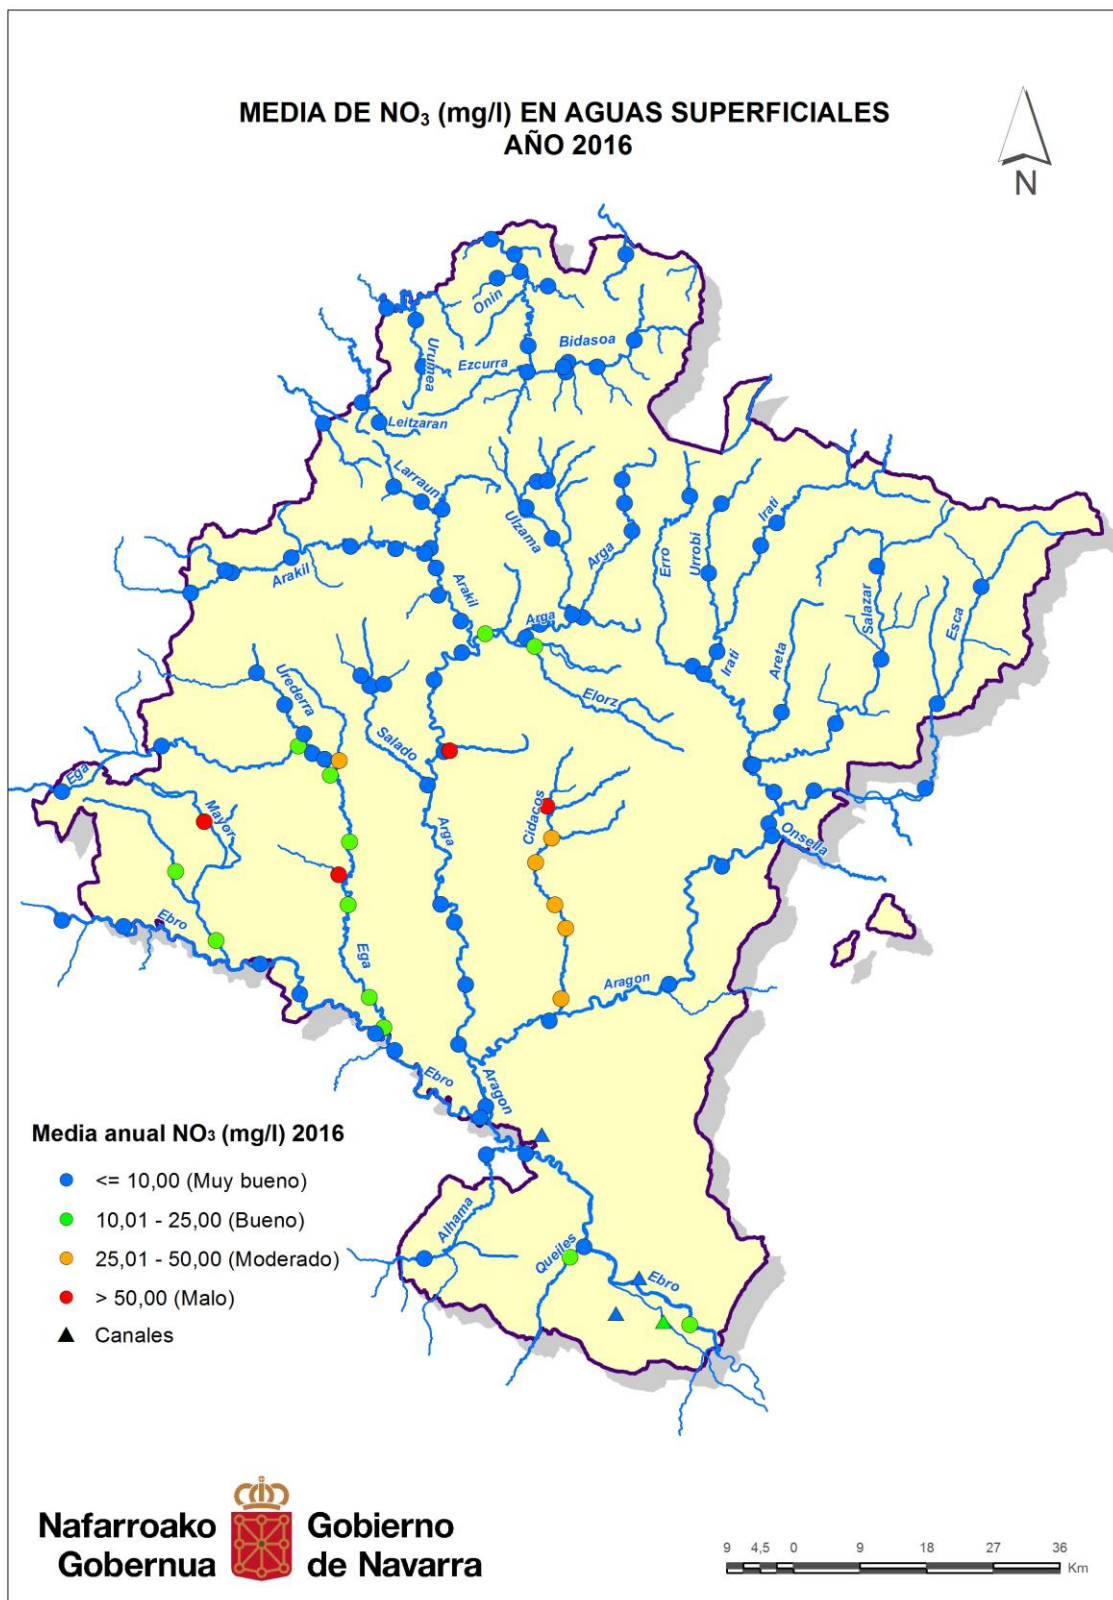 MEDIA DE NO₃ (mg/l) EN AGUAS SUPERFICIALES
AÑO 2016
N
Onin
Bidasoa
Urumea
Ezcurra
Leitzaran
Larraun
Ulzama
Irati
Arga
Erro
Urrobi
Arakil
Arakil
Salazar
Esca
Arga
Irati
Areta
Urederra
Elorz
Salado
Ega
Mayor
Cidacos
Arga
Onsella
Ebro
Ega
Aragon
Ebro
Aragon
Media anual NO₃ (mg/l) 2016
<= 10,00 (Muy bueno)
10,01 - 25,00 (Bueno)
25,01 - 50,00 (Moderado)
> 50,00 (Malo)
Canales
Alhama
Queiles
Ebro
Nafarroako
Gobernua
Gobierno
de Navarra
9 4,5 0 9 18 27 36
Km